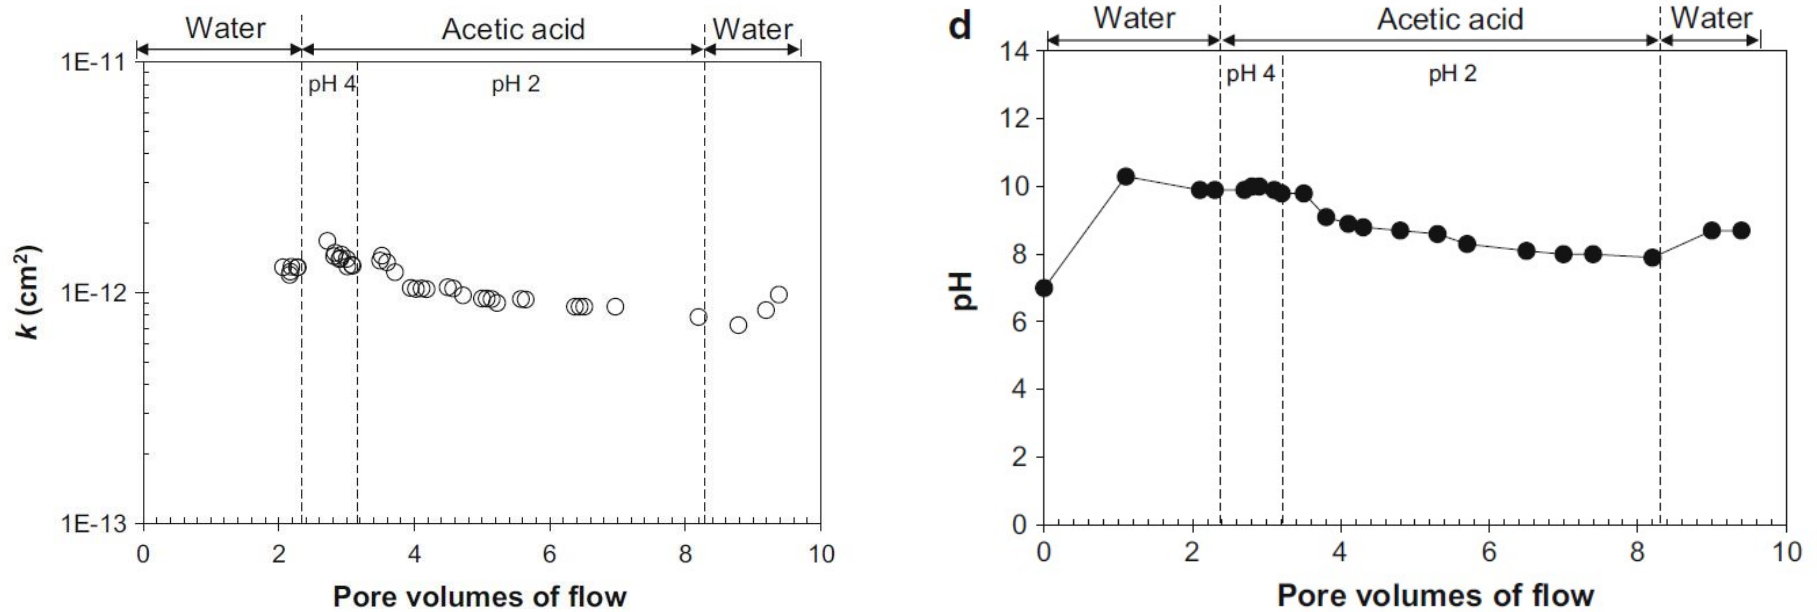 Water Acetic acid Water
1E-11
pH 4 pH 2
1E-12
k (cm²)
1E-13
0 2 4 6 8 10
Pore volumes of flow
d Water Acetic acid Water
14
pH 4 pH 2
12
10
8
pH
6
4
2
0
0 2 4 6 8 10
Pore volumes of flow